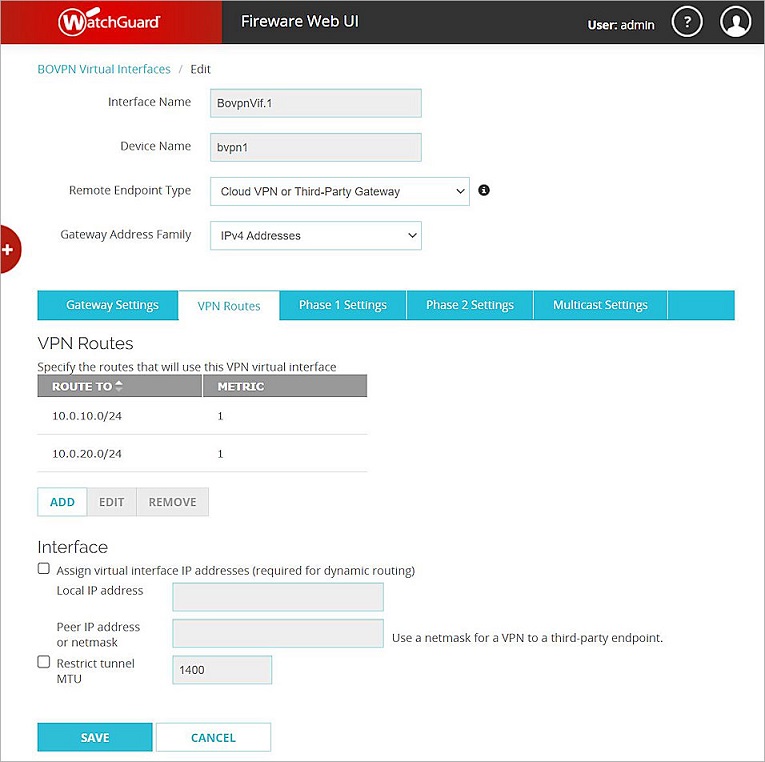 WatchGuard
Fireware Web UI
User: admin
?
BOVPN Virtual Interfaces / Edit
Interface Name
BovpnVif.1
Device Name
bvpn1
Remote Endpoint Type
Cloud VPN or Third-Party Gateway
i
Gateway Address Family
IPv4 Addresses
+
Gateway Settings
VPN Routes
Phase 1 Settings
Phase 2 Settings
Multicast Settings
VPN Routes
Specify the routes that will use this VPN virtual interface
ROUTE TO METRIC
10.0.10.0/24 1
10.0.20.0/24 1
ADD EDIT REMOVE
Interface
Assign virtual interface IP addresses (required for dynamic routing)
Local IP address
Peer IP address
or netmask
Use a netmask for a VPN to a third-party endpoint.
Restrict tunnel
MTU
1400
SAVE CANCEL